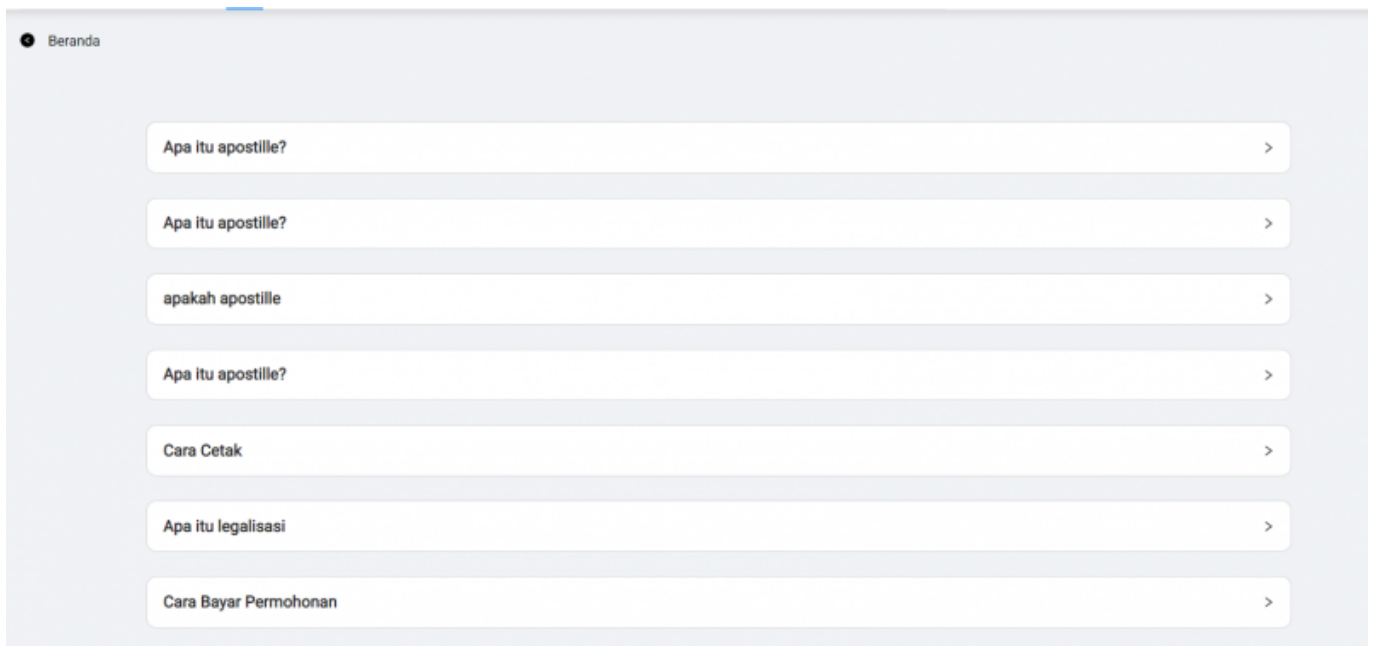 Beranda
Apa itu apostille?
Apa itu apostille?
apakah apostille
Apa itu apostille?
Cara Cetak
Apa itu legalisasi
Cara Bayar Permohonan